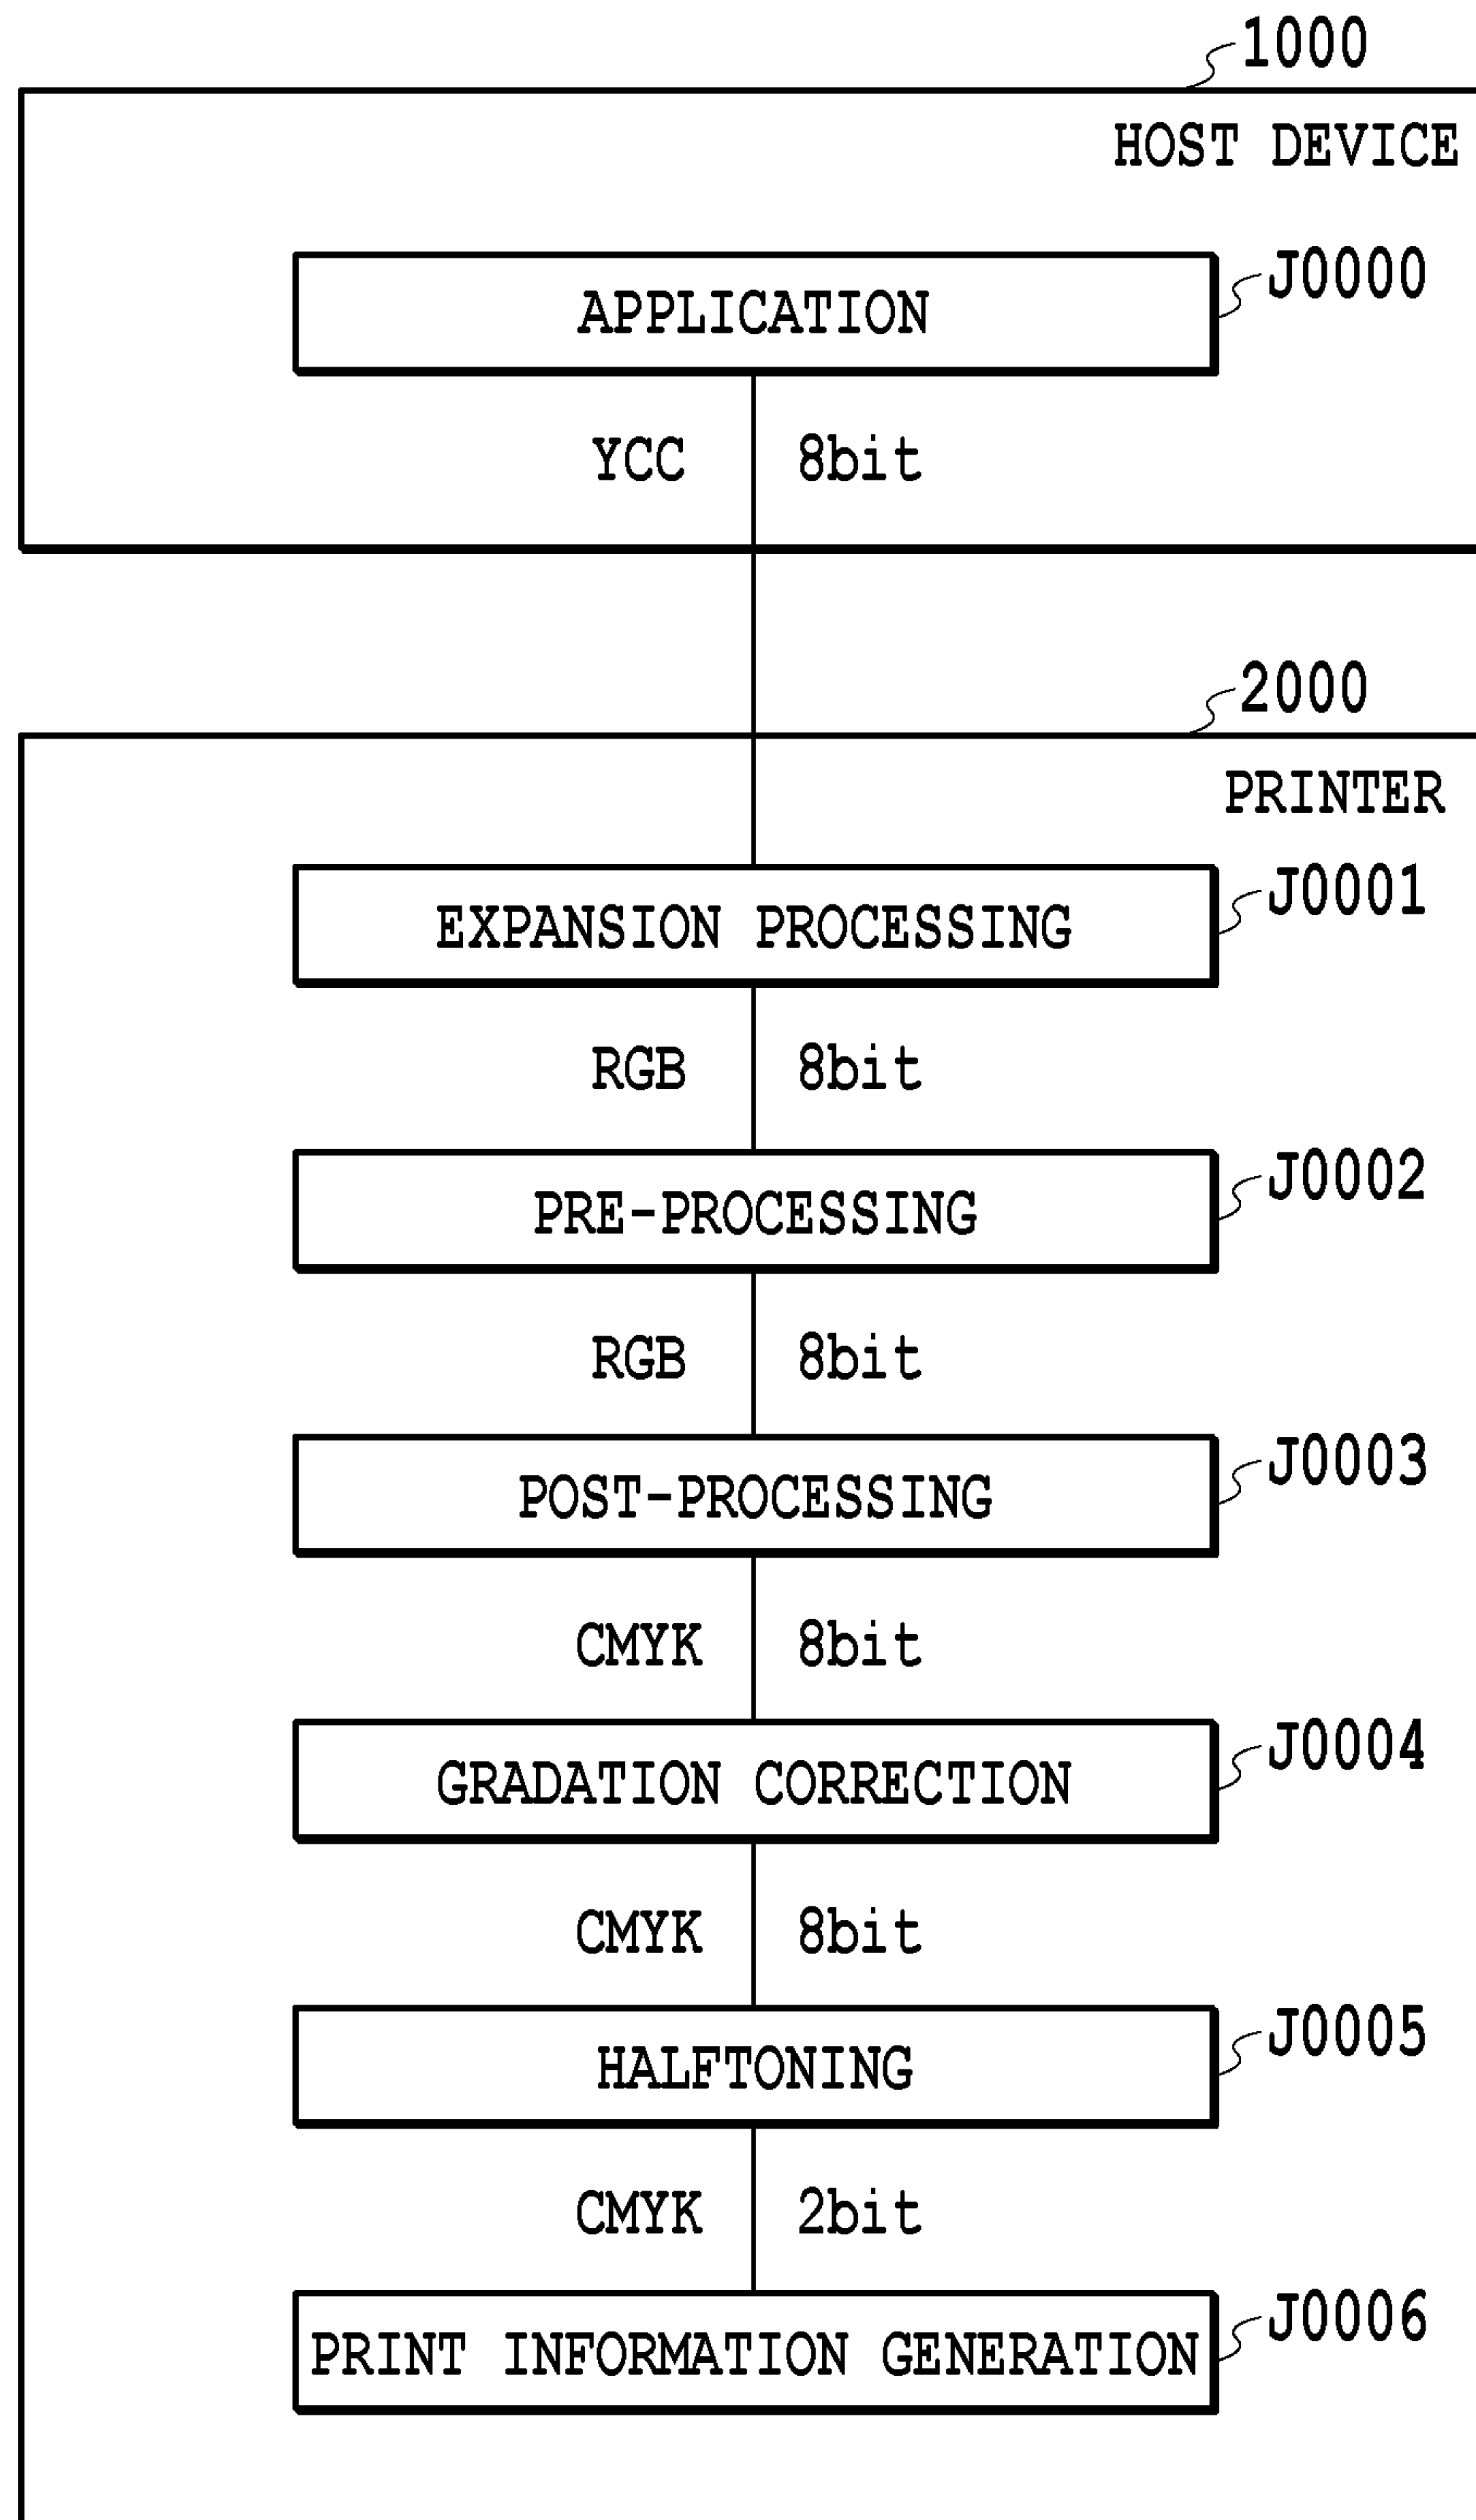 1000
HOST DEVICE
J0000
APPLICATION
YCC 8bit
2000
PRINTER
J0001
EXPANSION PROCESSING
RGB 8bit
J0002
PRE-PROCESSING
RGB 8bit
J0003
POST-PROCESSING
CMYK 8bit
J0004
GRADATION CORRECTION
CMYK 8bit
J0005
HALFTONING
CMYK 2bit
J0006
PRINT INFORMATION GENERATION